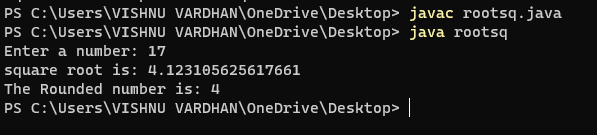 PS C:\Users\VISHNU VARDHAN\OneDrive\Desktop> javac rootsq.java
PS C:\Users\VISHNU VARDHAN\OneDrive\Desktop> java rootsq
Enter a number: 17
square root is: 4.123105625617661
The Rounded number is: 4
PS C:\Users\VISHNU VARDHAN\OneDrive\Desktop>